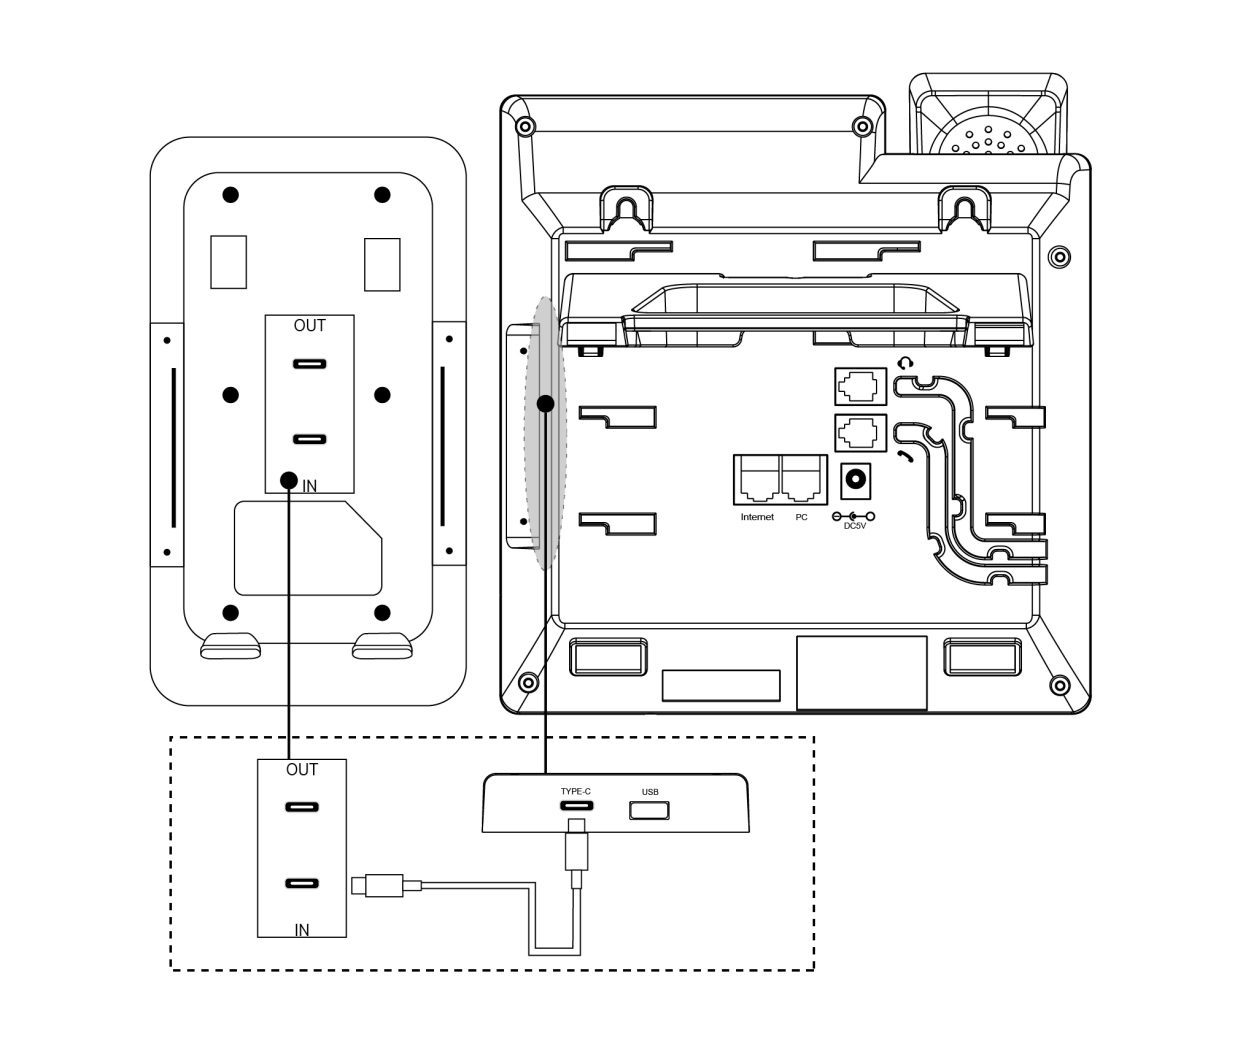 OUT
IN
Internet
PC
DC5V
OUT
IN
TYPE-C
USB